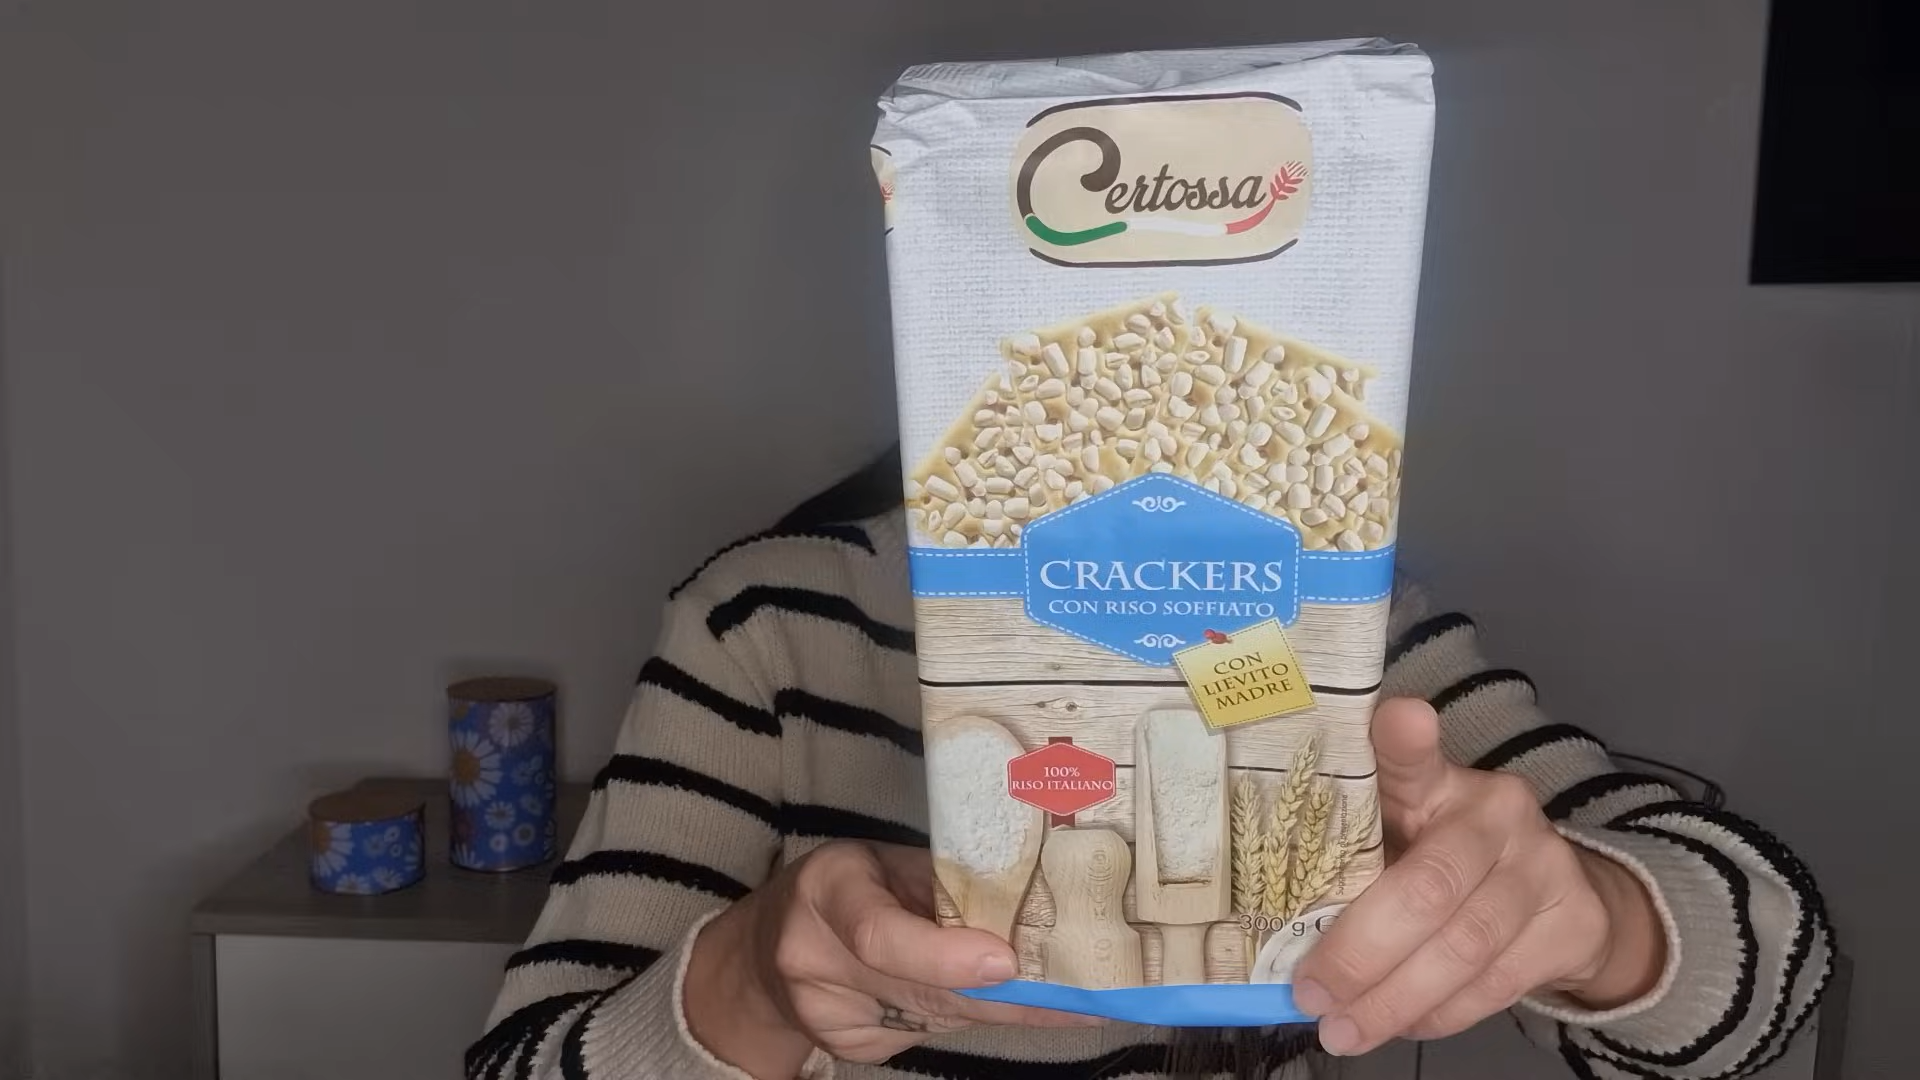 Certossa
CRACKERS
CON RISO SOFFIATO
CON
LIEVITO
MADRE
100%
RISO ITALIANO
300 g e